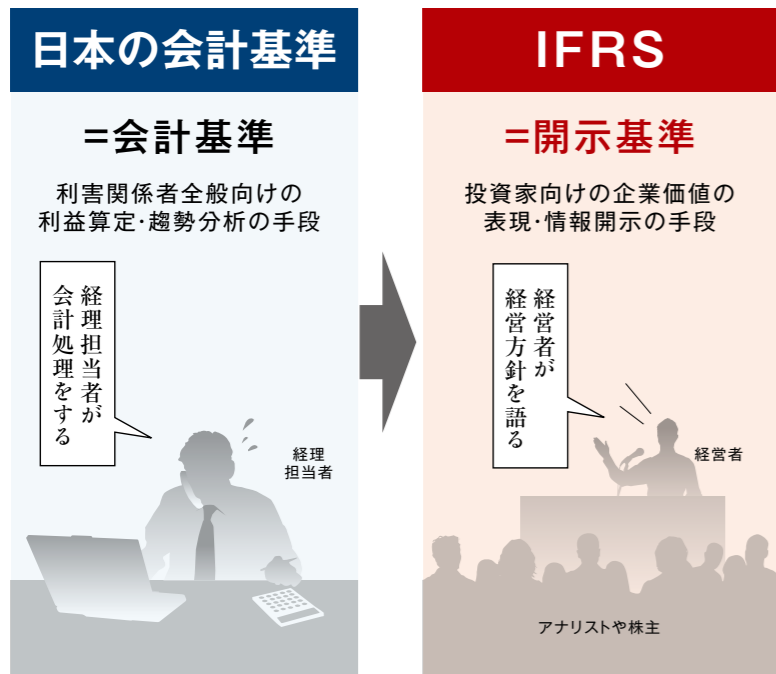 日本の会計基準
=会計基準
利害関係者全般向けの
利益算定・趨勢分析の手段
経理担当者が
会計処理をする
経理
担当者
IFRS
=開示基準
投資家向けの企業価値の
表現・情報開示の手段
経営者が
経営方針を語る
経営者
アナリストや株主